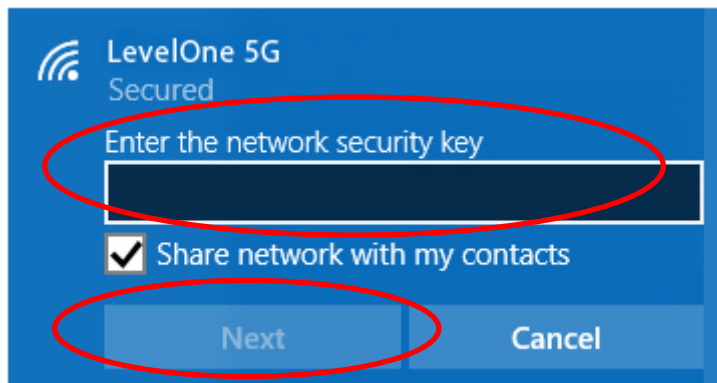 LevelOne 5G
Secured
Enter the network security key
Share network with my contacts
Next Cancel